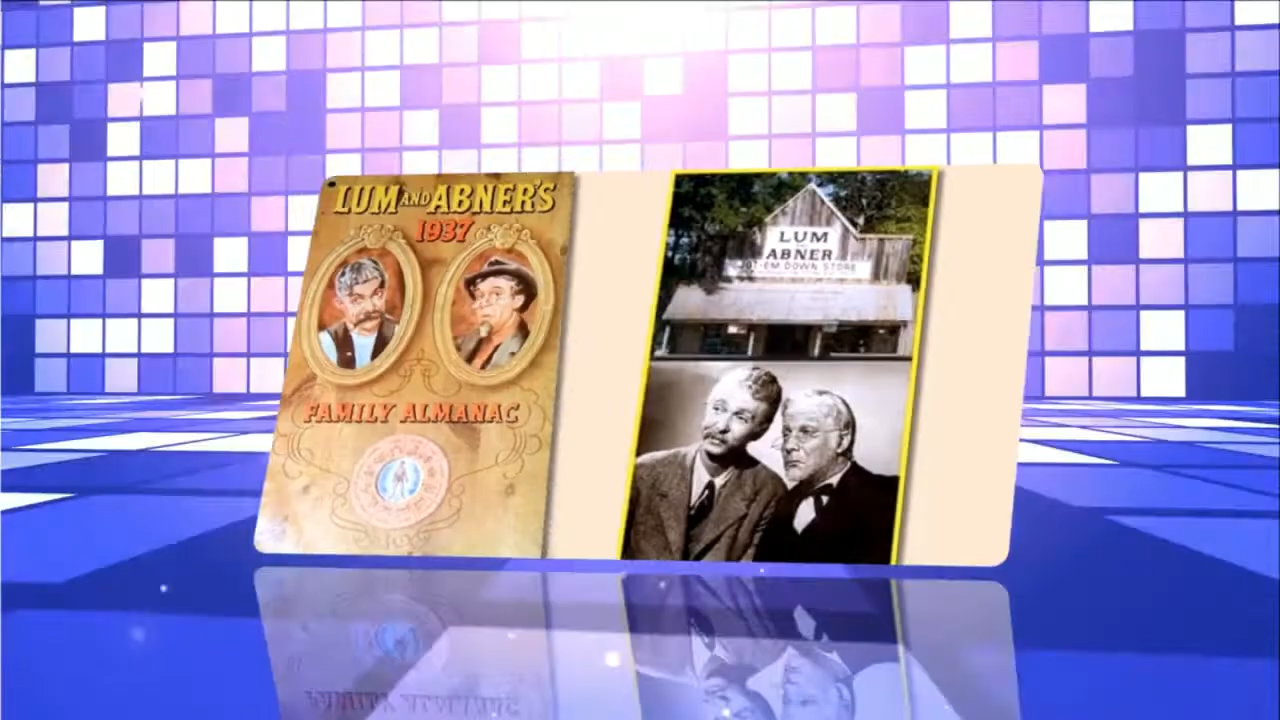 LUM AND ABNER'S
1937
FAMILY ALMANAC
LUM
ABNER
JOT-EM DOWN STORE